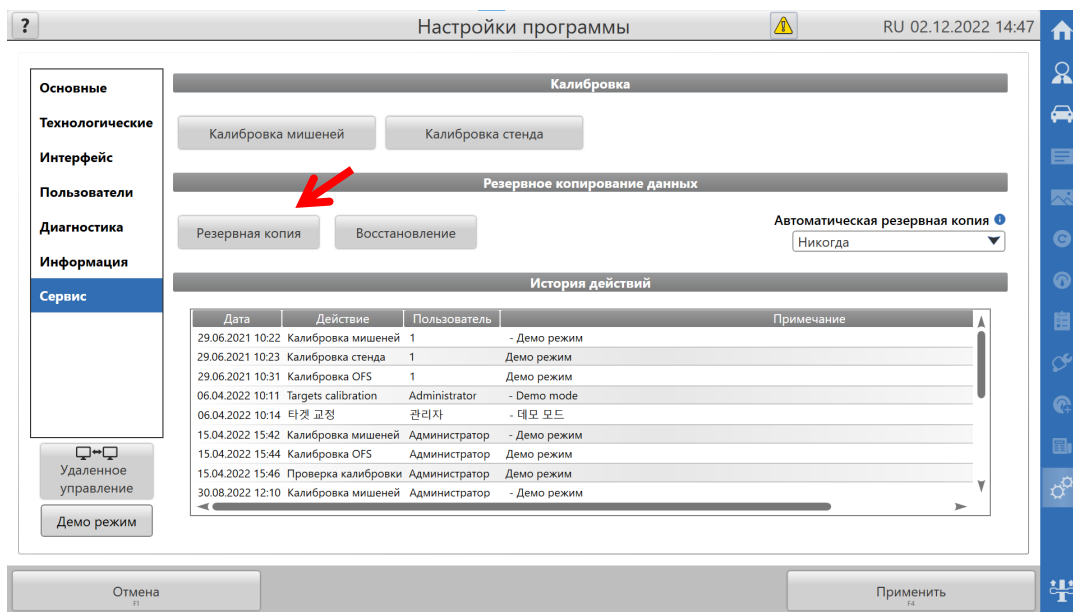 ?
Настройки программы
RU 02.12.2022 14:47
Основные
Технологические
Интерфейс
Пользователи
Диагностика
Информация
Сервис
Удаленное
управление
Демо режим
Калибровка
Калибровка мишеней
Калибровка стенда
Резервное копирование данных
Резервная копия
Восстановление
Автоматическая резервная копия
Никогда
История действий
Дата Действие Пользователь Примечание
29.06.2021 10:22 Калибровка мишеней 1 - Демо режим
29.06.2021 10:23 Калибровка стенда 1 Демо режим
29.06.2021 10:31 Калибровка OFS 1 Демо режим
06.04.2022 10:11 Targets calibration Administrator - Demo mode
06.04.2022 10:14 타겟 교정 관리자 - 데모 모드
15.04.2022 15:42 Калибровка мишеней Администратор - Демо режим
15.04.2022 15:44 Калибровка OFS Администратор Демо режим
15.04.2022 15:46 Проверка калибровки Администратор Демо режим
30.08.2022 12:10 Калибровка мишеней Администратор - Демо режим
Отмена
F1
Применить
F4